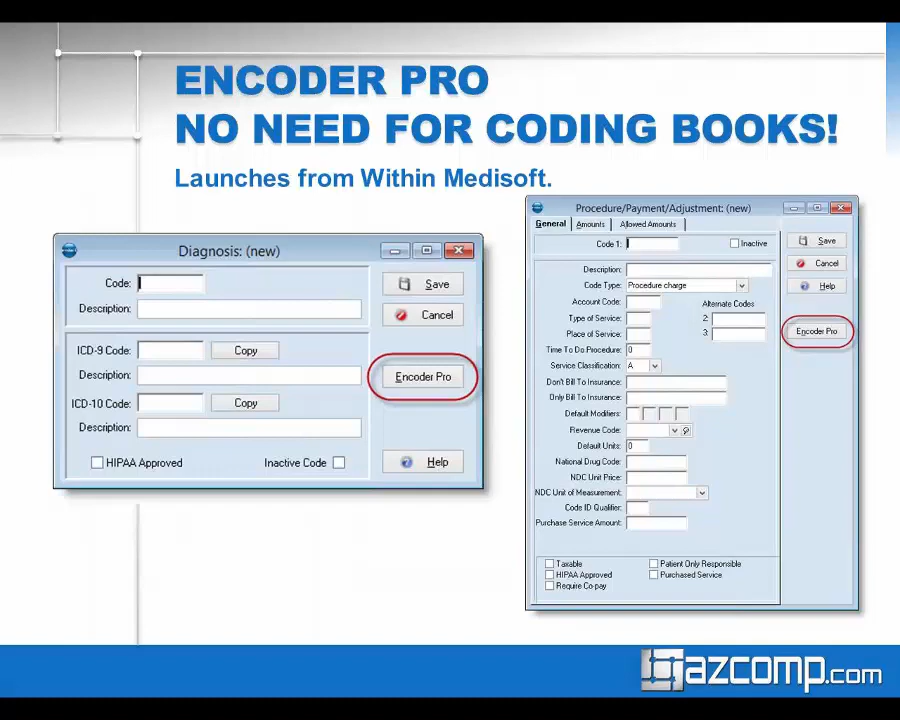 ENCODER PRO
NO NEED FOR CODING BOOKS!
Launches from Within Medisoft.
Diagnosis: (new)
Code:
Save
Description:
Cancel
ICD-9 Code:
Copy
Description:
Encoder Pro
ICD-10 Code:
Copy
Description:
HIPAA Approved
Inactive Code
Help
Procedure/Payment/Adjustment: (new)
General Amounts Allowed Amounts
Code 1:
Inactive
Save
Description:
Cancel
Code Type: Procedure charge
Help
Account Code:
Alternate Codes
Type of Service:
2:
Place of Service:
3:
Encoder Pro
Time To Do Procedure: 0
Service Classification: A
Don't Bill To Insurance:
Only Bill To Insurance:
Default Modifiers:
Revenue Code:
Default Units: 0
National Drug Code:
NDC Unit Price:
NDC Unit of Measurement:
Code ID Qualifier:
Purchase Service Amount:
Taxable
Patient Only Responsible
HIPAA Approved
Purchased Service
Require Co-pay
azcomp.com